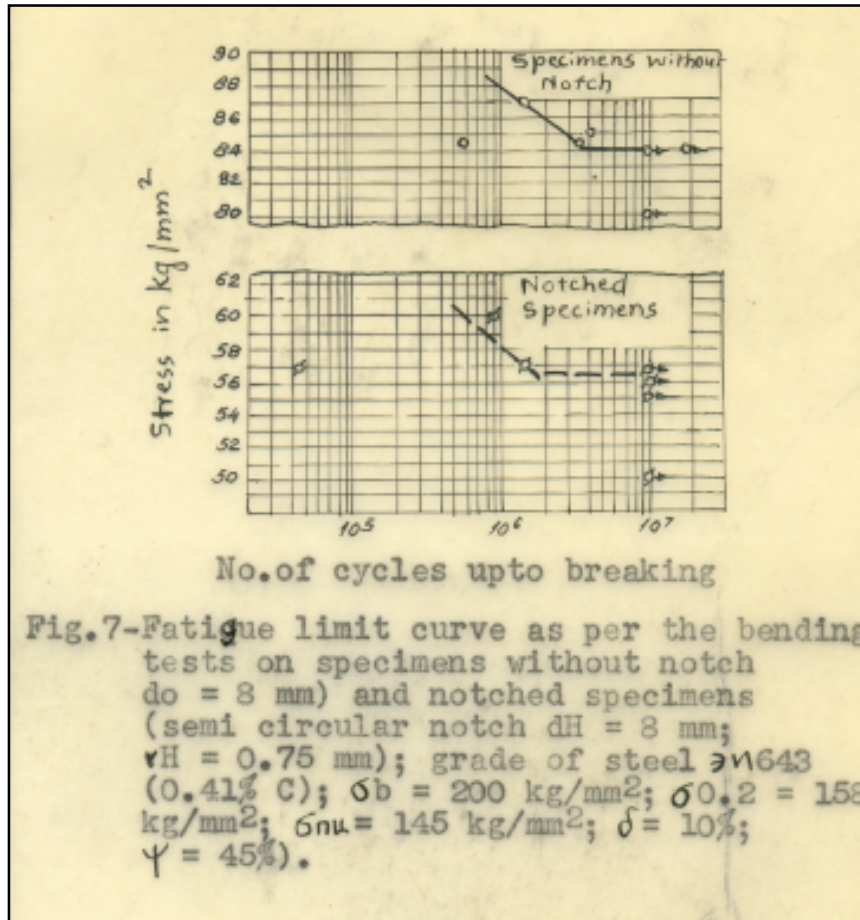 90
Specimens without
Notch
88
86
84
82
80
62
Notched
Specimens
60
58
56
54
52
50
Stress in kg/mm²
10⁵ 10⁶ 10⁷
No.of cycles upto breaking
Fig.7-Fatigue limit curve as per the bending
tests on specimens without notch
do = 8 mm) and notched specimens
(semi circular notch dH = 8 mm;
rH = 0.75 mm); grade of steel эи643
(0.41% C); σb = 200 kg/mm²; σ0.2 = 158
kg/mm²; σnu = 145 kg/mm²; δ = 10%;
ψ = 45%).